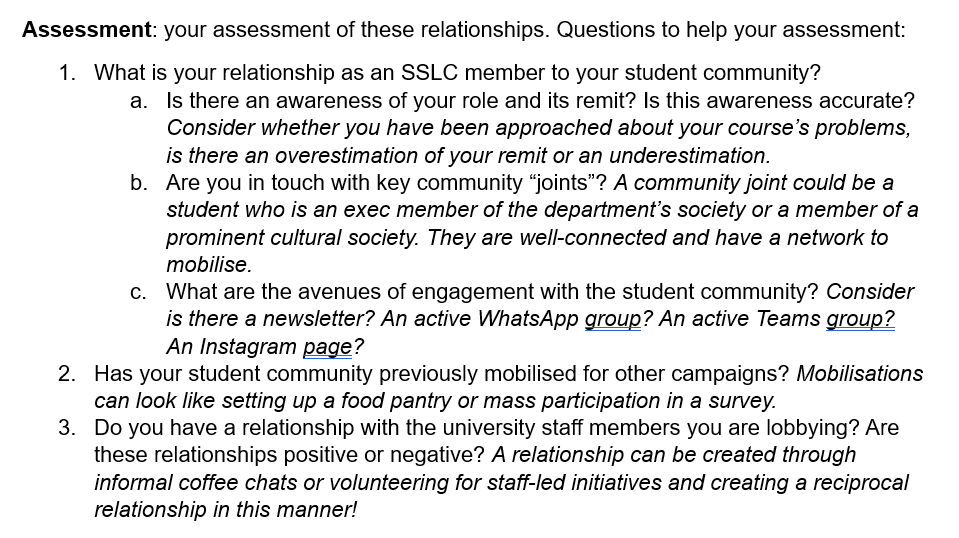 Assessment: your assessment of these relationships. Questions to help your assessment:
1. What is your relationship as an SSLC member to your student community?
a. Is there an awareness of your role and its remit? Is this awareness accurate?
Consider whether you have been approached about your course's problems,
is there an overestimation of your remit or an underestimation.
b. Are you in touch with key community "joints"? A community joint could be a
student who is an exec member of the department's society or a member of a
prominent cultural society. They are well-connected and have a network to
mobilise.
c. What are the avenues of engagement with the student community? Consider
is there a newsletter? An active WhatsApp group? An active Teams group?
An Instagram page?
2. Has your student community previously mobilised for other campaigns? Mobilisations
can look like setting up a food pantry or mass participation in a survey.
3. Do you have a relationship with the university staff members you are lobbying? Are
these relationships positive or negative? A relationship can be created through
informal coffee chats or volunteering for staff-led initiatives and creating a reciprocal
relationship in this manner!